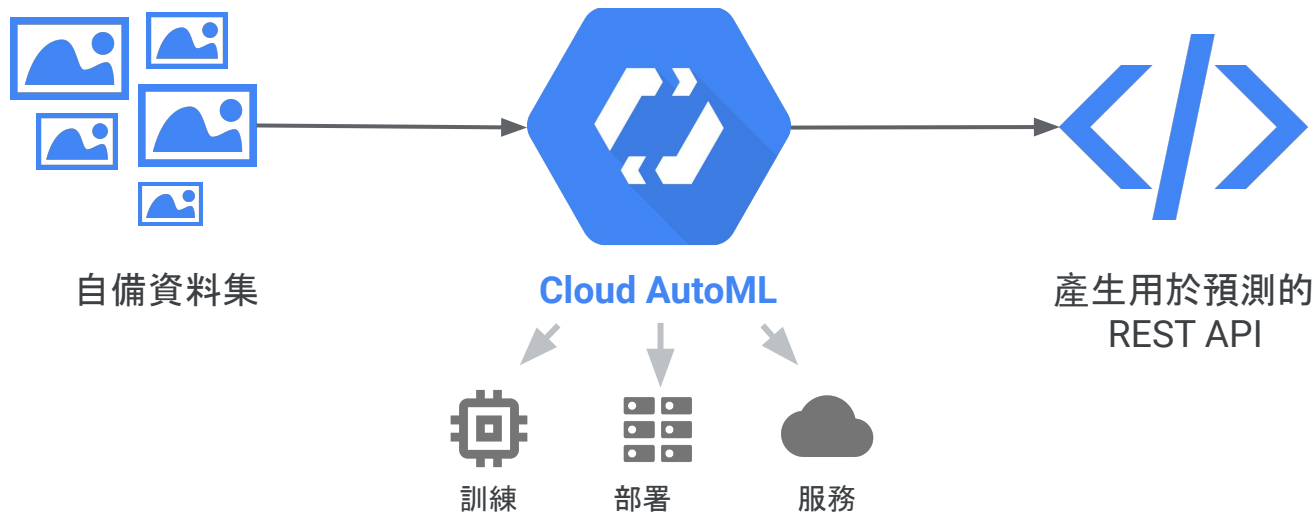 自備資料集
Cloud AutoML
產生用於預測的
REST API
訓練
部署
服務